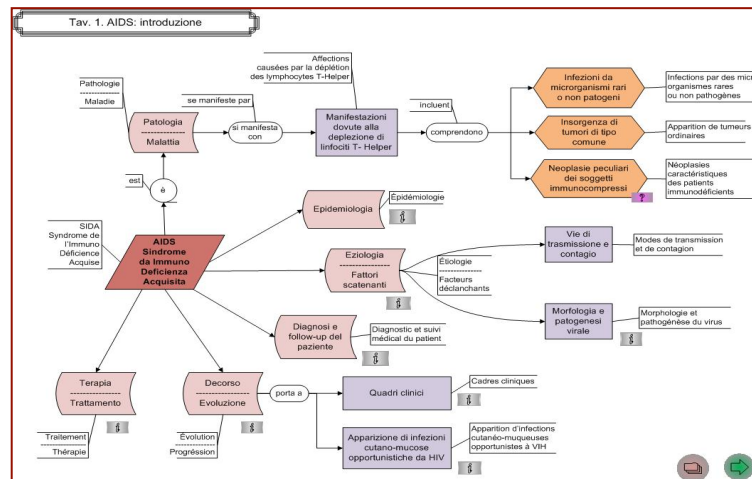 Tav. 1. AIDS: introduzione
Affections
causées par la déplétion
des lymphocytes T-Helper
Pathologie
------------
Maladie
Patologia
------------
Malattia
se manifeste par
si manifesta
con
Manifestazioni
dovute alla
deplezione di
linfociti T- Helper
incluent
comprendono
Infezioni da
microrganismi rari
o non patogeni
Infections par des micro
organismes rares
ou non pathogènes
Insorgenza di
tumori di tipo
comune
Apparition de tumeurs
ordinaires
Neoplasie peculiari
dei soggetti
immunocompressi
?
Néoplasies
caractéristiques
des patients
immunodéficients
est
è
SIDA
Syndrome de
l'Immuno
Déficience
Acquise
AIDS
Sindrome
da Immuno
Deficienza
Acquisita
Epidemiologia
Épidémiologie
Eziologia
------------
Fattori
scatenanti
Étiologie
------------
Facteurs
déclanchants
Vie di
trasmissione e
contagio
Modes de transmission
et de contagion
Morfologia e
patogenesi
virale
Morphologie et
pathogénèse du virus
Diagnosi e
follow-up del
paziente
Diagnostic et suivi
médical du patient
Terapia
------------
Trattamento
Traitement
------------
Thérapie
Decorso
------------
Evoluzione
Évolution
------------
Progréssion
porta a
Quadri clinici
Cadres cliniques
Apparizione di infezioni
cutano-mucose
opportunistiche da HIV
Apparition d'infections
cutanéo-muqueuses
opportunistes à VIH